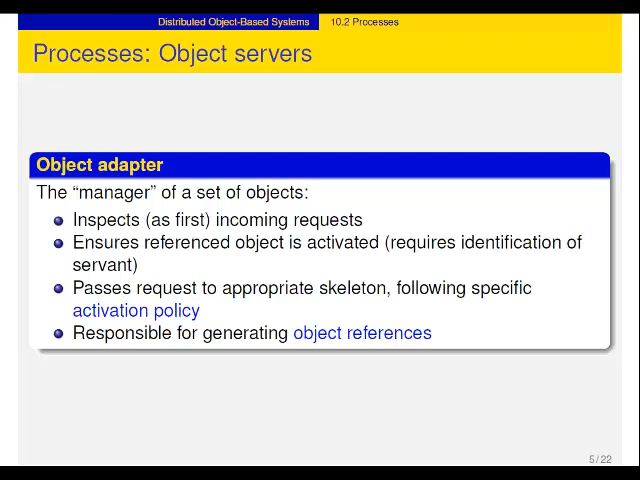 Distributed Object-Based Systems 10.2 Processes
Processes: Object servers
Object adapter
The “manager” of a set of objects:
Inspects (as first) incoming requests
Ensures referenced object is activated (requires identification of
servant)
Passes request to appropriate skeleton, following specific
activation policy
Responsible for generating object references
5 / 22